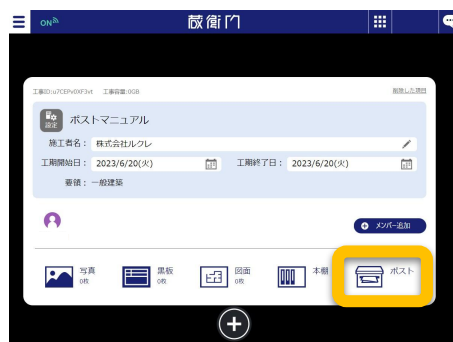 ON
蔵衛門
工事ID:u7CEPv0XF3vt 工事容量:0GB 削除した項目
設定 ポストマニュアル
施工者名： 株式会社ルクレ
工期開始日： 2023/6/20(火) 工期終了日： 2023/6/20(火)
要領： 一般建築
メンバー追加
写真 0枚
黒板 0枚
図面 0枚
本棚
ポスト